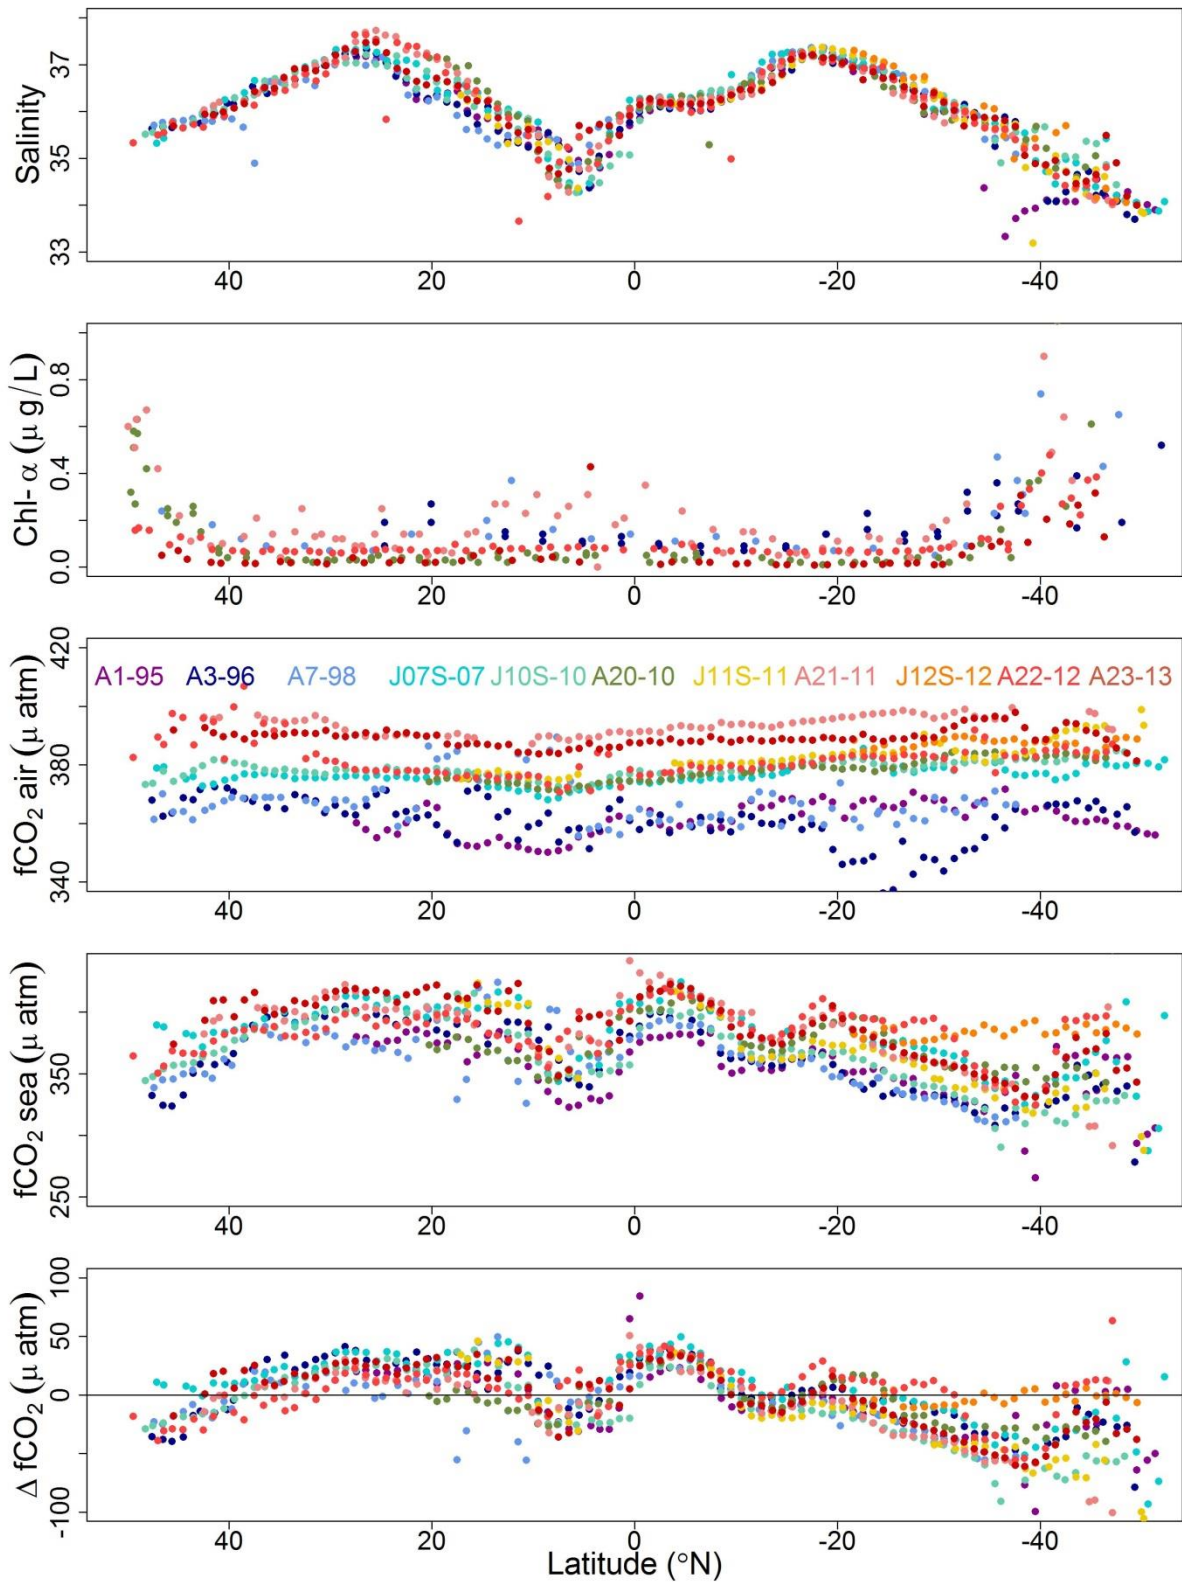 Salinity
37
35
33
40 20 0 -20 -40
Chl- α (μ g/L)
0.8
0.4
0.0
40 20 0 -20 -40
fCO₂ air (μ atm)
420
380
340
A1-95 A3-96 A7-98 J07S-07 J10S-10 A20-10 J11S-11 A21-11 J12S-12 A22-12 A23-13
40 20 0 -20 -40
fCO₂ sea (μ atm)
350
250
40 20 0 -20 -40
Δ fCO₂ (μ atm)
100
50
0
-100
40 20 0 -20 -40
Latitude (°N)